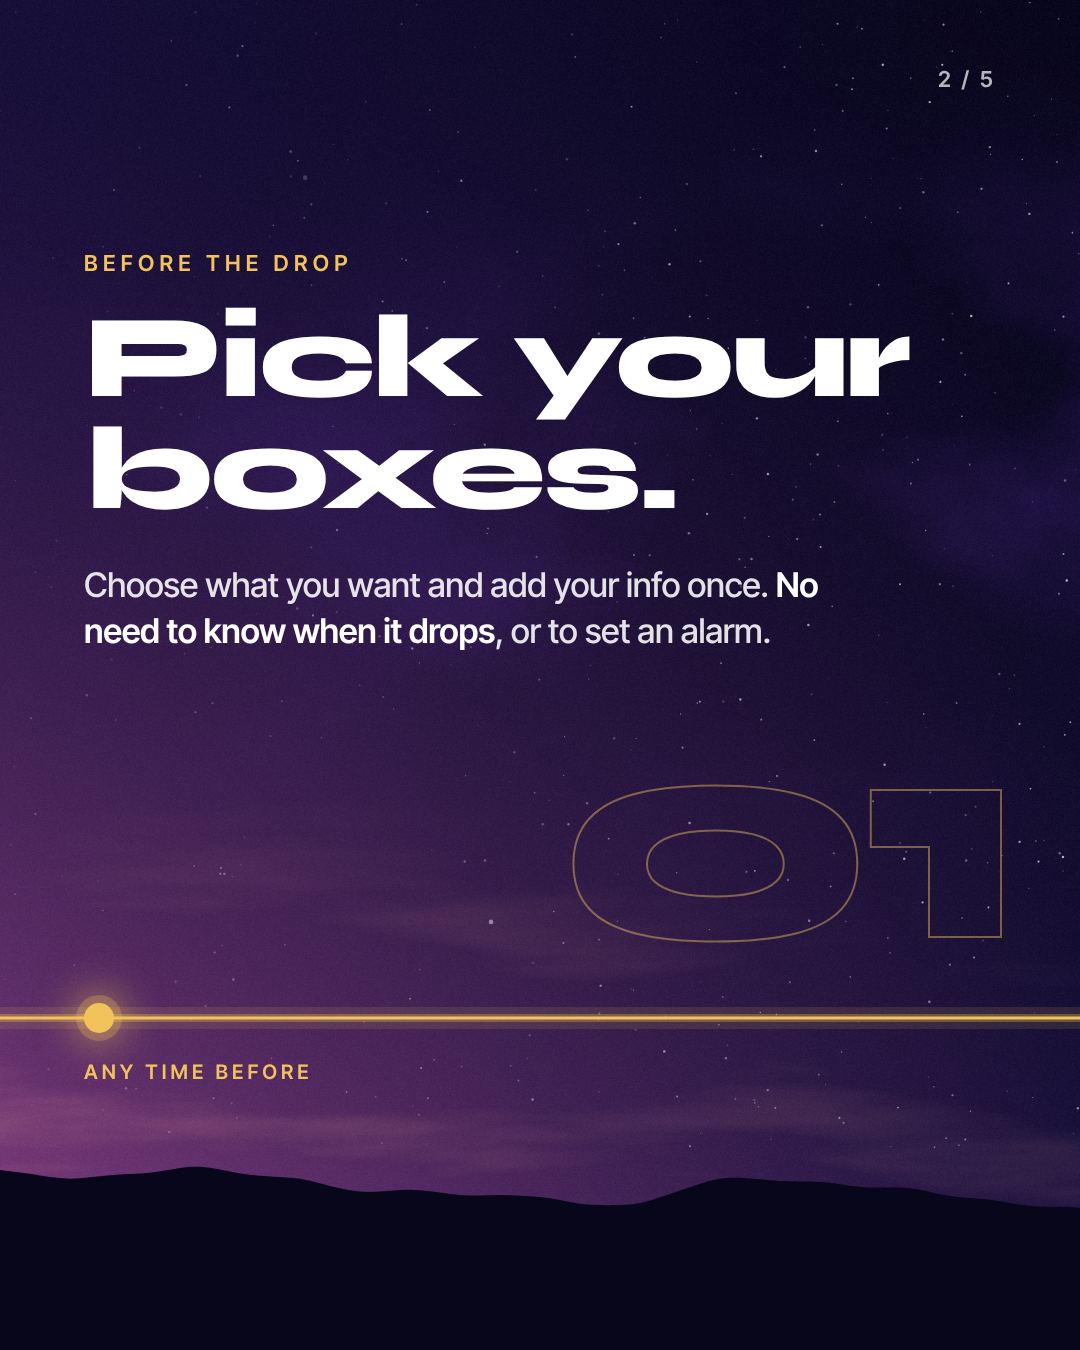 2 / 5
BEFORE THE DROP
Pick your
boxes.
Choose what you want and add your info once. No
need to know when it drops, or to set an alarm.
01
ANY TIME BEFORE